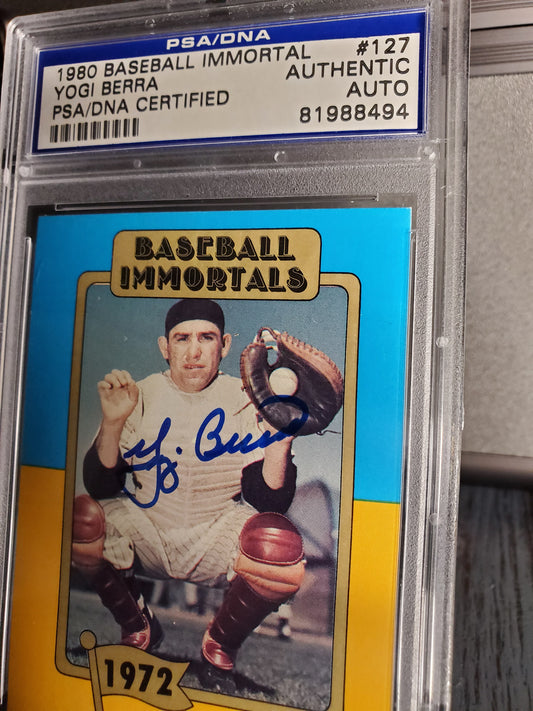 PSA/DNA
1980 BASEBALL IMMORTAL #127
YOGI BERRA AUTHENTIC
PSA/DNA CERTIFIED AUTO
81988494
BASEBALL
IMMORTALS
Yogi Berra
1972